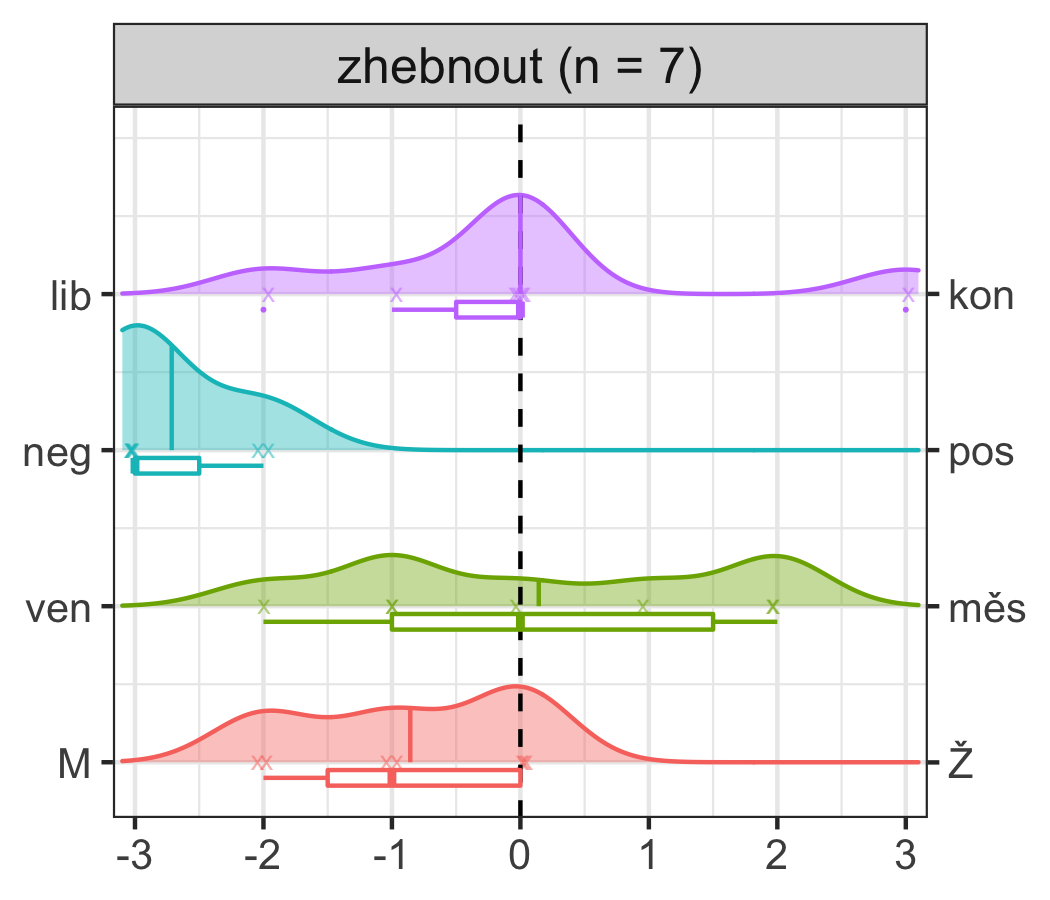 zhebnout (n = 7)
lib kon
neg pos
ven měs
M Ž
-3 -2 -1 0 1 2 3